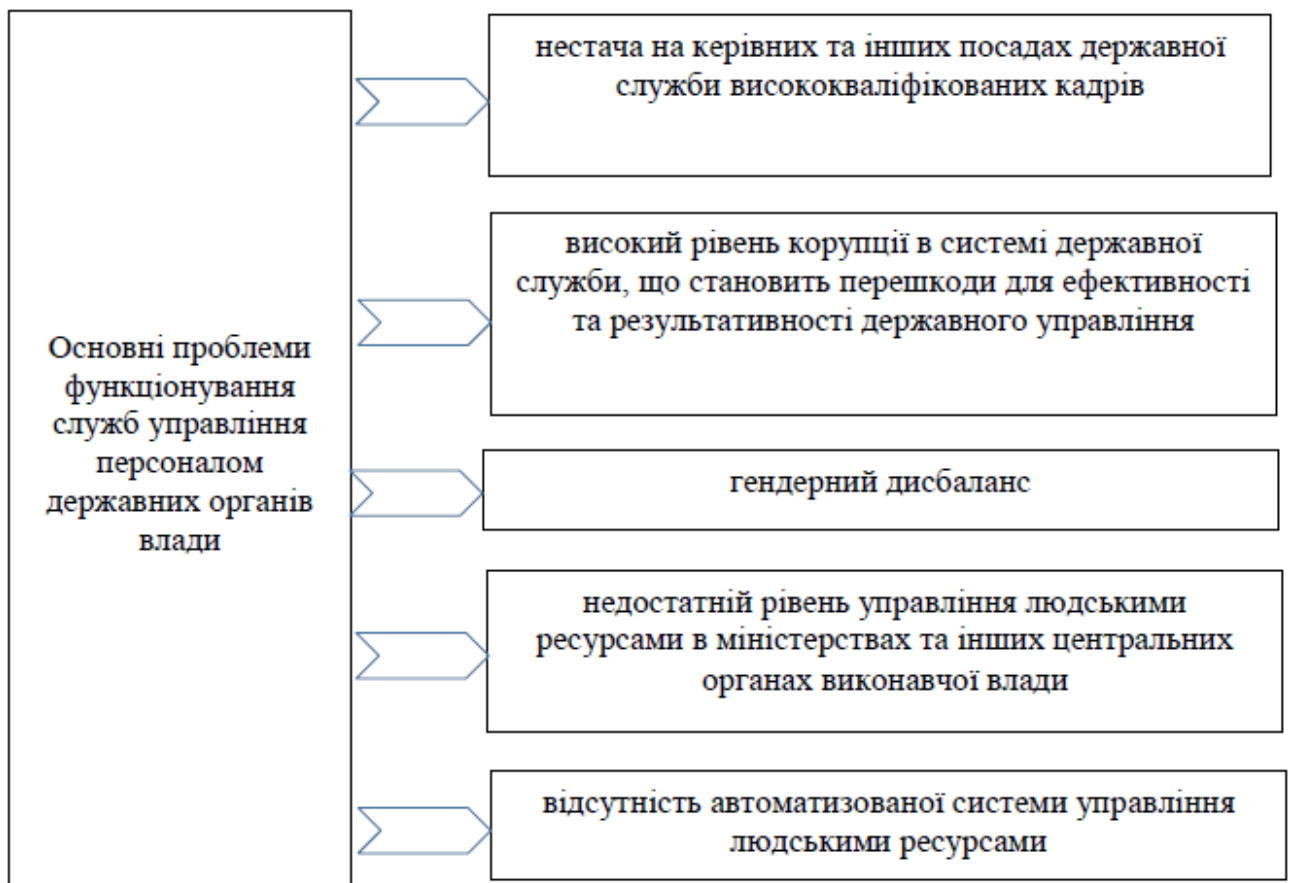 Основні проблеми
функціонування
служб управління
персоналом
державних органів
влади
нестача на керівних та інших посадах державної
служби висококваліфікованих кадрів
високий рівень корупції в системі державної
служби, що становить перешкоди для ефективності
та результативності державного управління
гендерний дисбаланс
недостатній рівень управління людськими
ресурсами в міністерствах та інших центральних
органах виконавчої влади
відсутність автоматизованої системи управління
людськими ресурсами